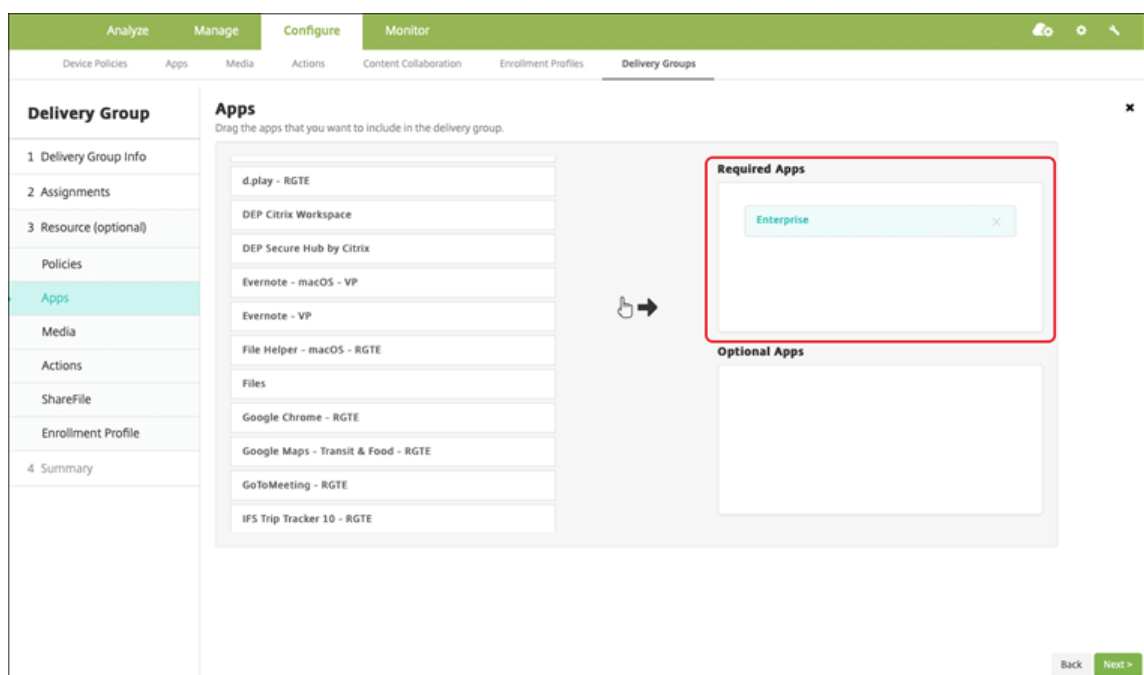 Analyze Manage Configure Monitor
Device Policies Apps Media Actions Content Collaboration Enrollment Profiles Delivery Groups
Delivery Group
1 Delivery Group Info
2 Assignments
3 Resource (optional)
Policies
Apps
Media
Actions
ShareFile
Enrollment Profile
4 Summary
Apps
Drag the apps that you want to include in the delivery group.
d.play - RGTE
DEP Citrix Workspace
DEP Secure Hub by Citrix
Evernote - macOS - VP
Evernote - VP
File Helper - macOS - RGTE
Files
Google Chrome - RGTE
Google Maps - Transit & Food - RGTE
GoToMeeting - RGTE
IFS Trip Tracker 10 - RGTE
Required Apps
Enterprise
Optional Apps
Back Next >